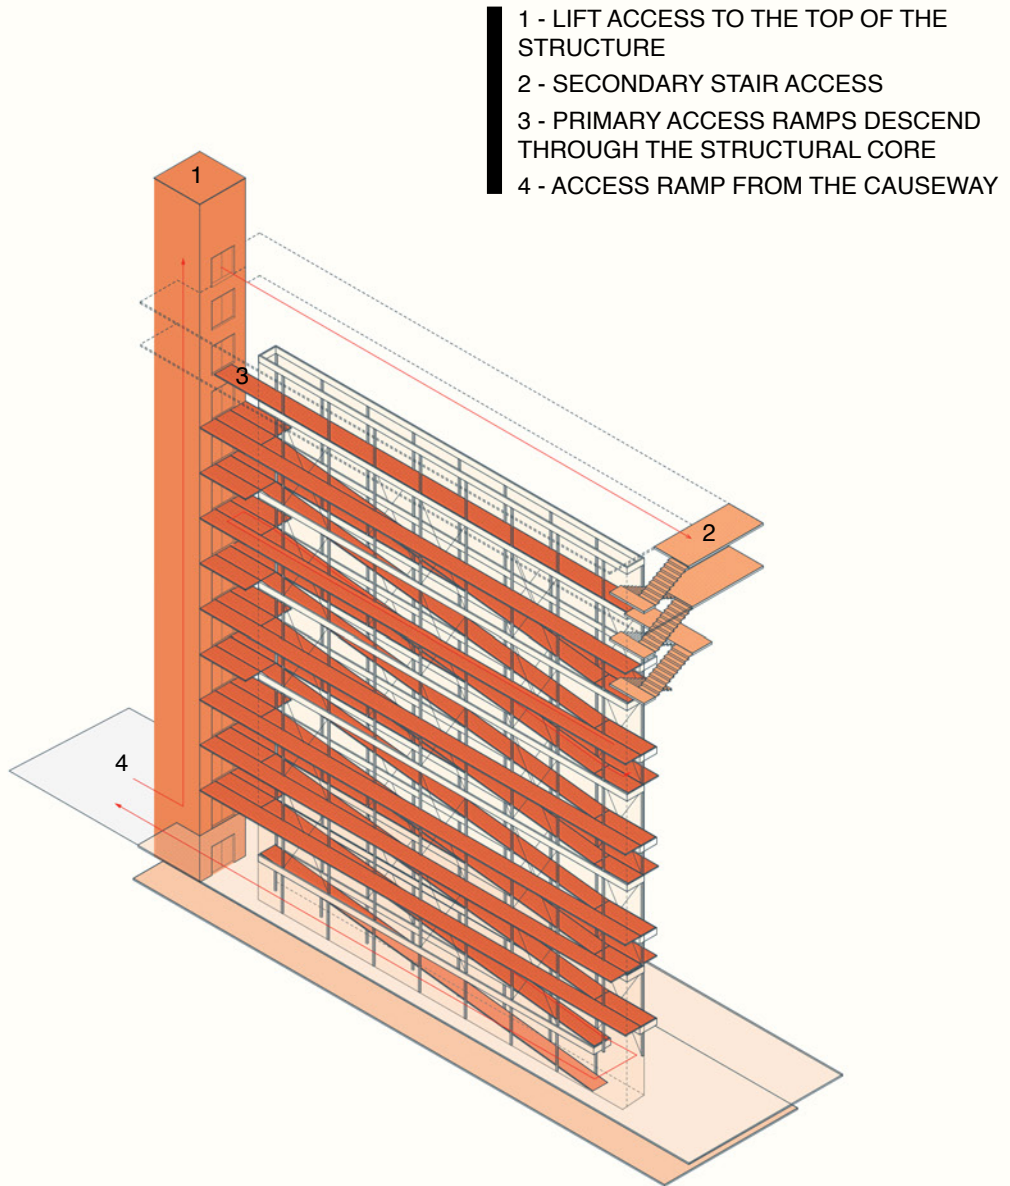 1 - LIFT ACCESS TO THE TOP OF THE
STRUCTURE
2 - SECONDARY STAIR ACCESS
3 - PRIMARY ACCESS RAMPS DESCEND
THROUGH THE STRUCTURAL CORE
4 - ACCESS RAMP FROM THE CAUSEWAY
1
3
2
4